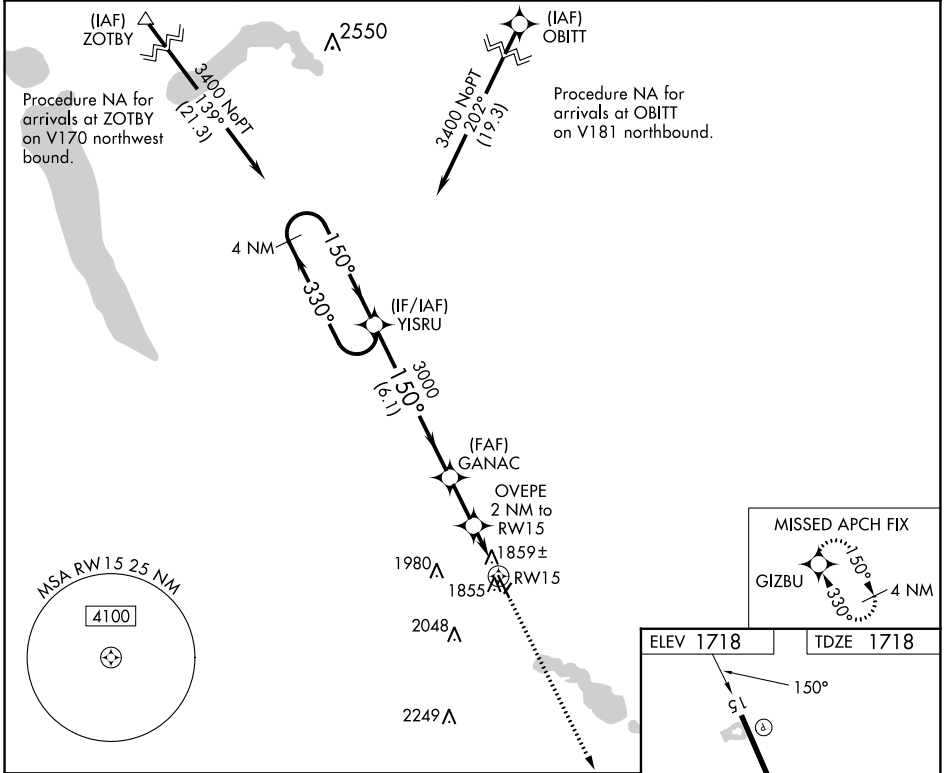 (IAF)
ZOTBY
2550
(IAF)
OBITT
Procedure NA for
arrivals at ZOTBY
on V170 northwest
bound.
3400 NoPT
139°
(21.3)
3400 NoPT
202°
(19.3)
Procedure NA for
arrivals at OBITT
on V181 northbound.
4 NM
150°
330°
(IF/IAF)
YISRU
3000
150°
(6.1)
(FAF)
GANAC
OVEPE
2 NM to
RW15
1859±
1980
1855
RW15
2048
2249
MSA RW15 25 NM
4100
MISSED APCH FIX
GIZBU
150°
330°
4 NM
ELEV 1718
TDZE 1718
150°
15
P